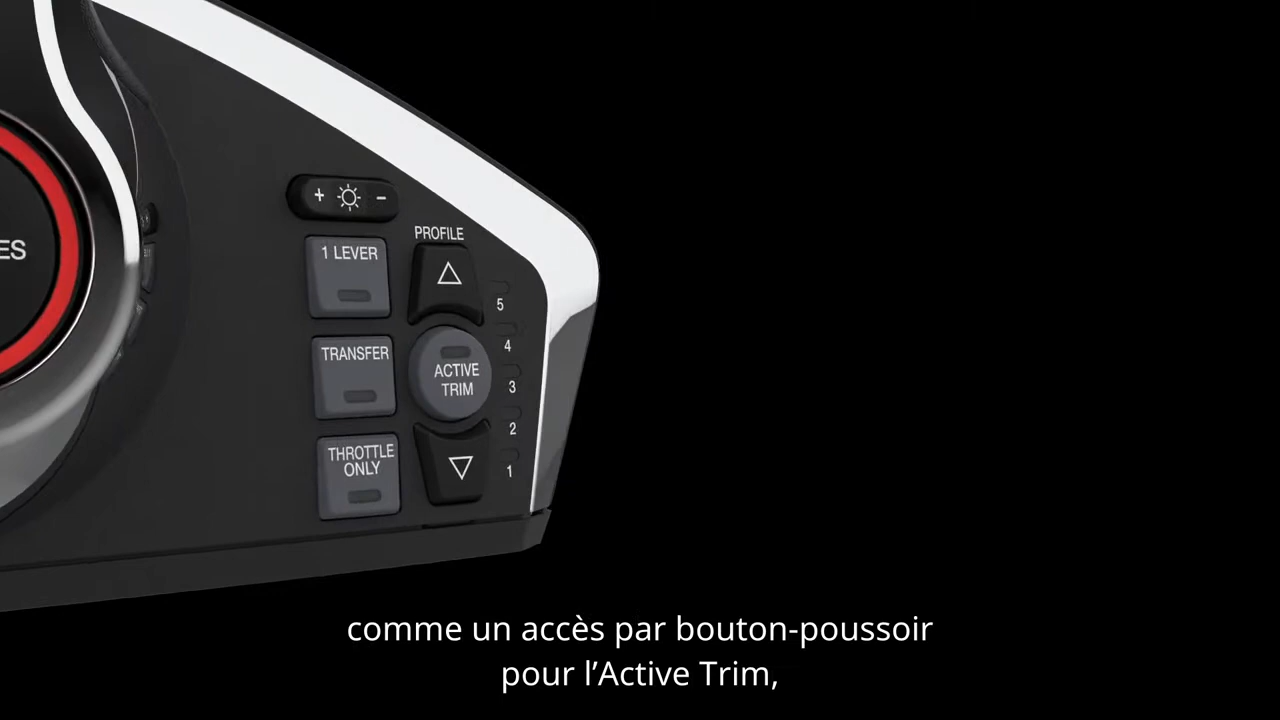 ES
+ -
PROFILE
1 LEVER
5
4
TRANSFER
ACTIVE
TRIM
3
2
THROTTLE
ONLY
1
comme un accès par bouton-poussoir
pour l’Active Trim,